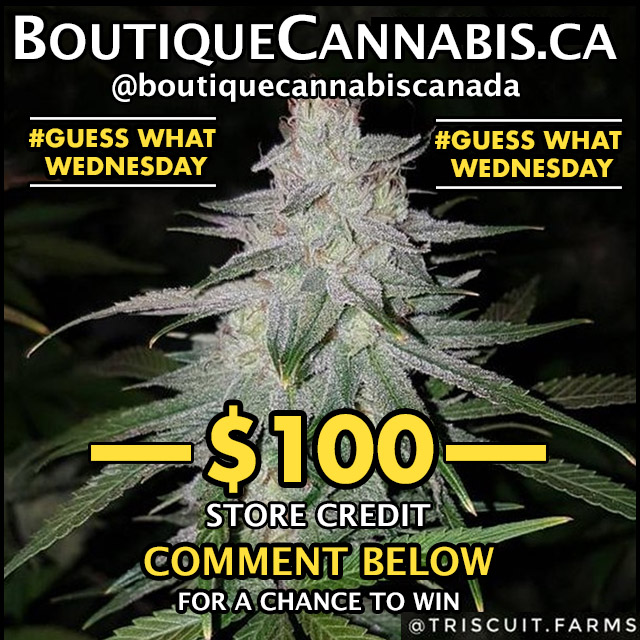 BOUTIQUECANNABIS.CA
@boutiquecannabiscanada
#GUESS WHAT
WEDNESDAY
#GUESS WHAT
WEDNESDAY
$100
STORE CREDIT
COMMENT BELOW
FOR A CHANCE TO WIN
@TRISCUIT.FARMS